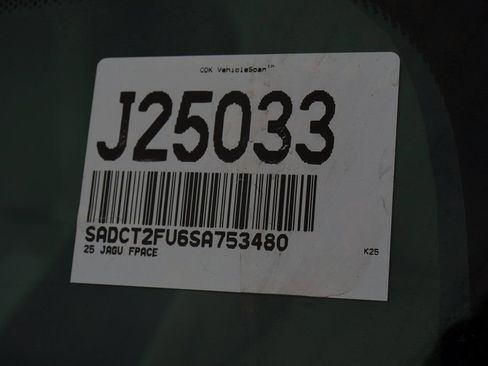 CDK VehicleScan™
J25033
SADCT2FU6SA753480
25 JAGU FPACE
K25